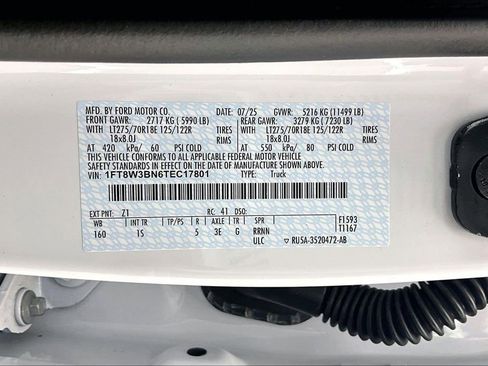 MFD. BY FORD MOTOR CO. DATE: 07/25 GVWR: 5216 KG (11499 LB)
FRONT GAWR: 2717 KG (5990 LB) REAR GAWR: 3279 KG (7230 LB)
WITH LT275/70R18E 125/122R TIRES WITH LT275/70R18E 125/122R TIRES
18x8.0J RIMS 18x8.0J RIMS
AT 420 kPa/ 60 PSI COLD AT 550 kPa/ 80 PSI COLD
THIS VEHICLE CONFORMS TO ALL APPLICABLE FEDERAL MOTOR VEHICLE
SAFETY STANDARDS IN EFFECT ON THE DATE OF MANUFACTURE SHOWN ABOVE.
VIN: 1FT8W3BN6TEC17801 TYPE: Truck
EXT PNT: Z1 RC: 41 DSO:
WB INT TR TP/PS R AXLE TR SPR F1593
160 1S 5 3E G RRNN T1167
ULC ▼ RU5A-3520472-AB